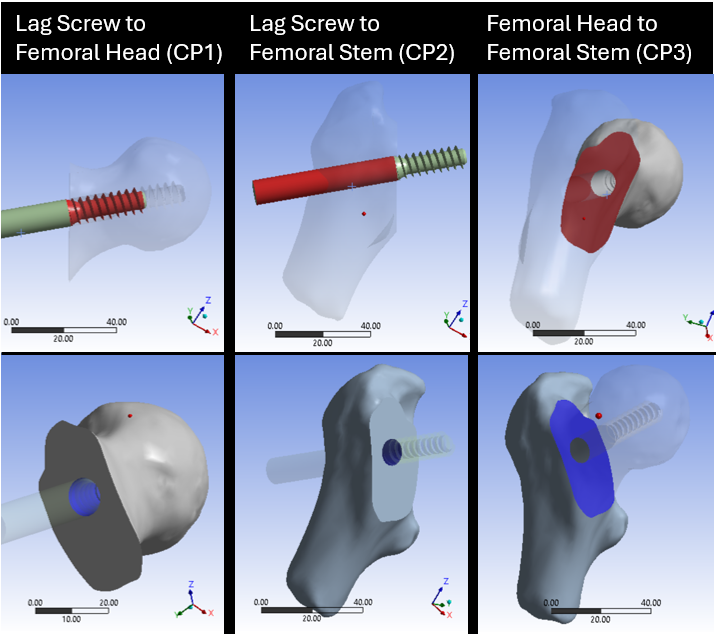 Lag Screw to
Femoral Head (CP1)
Lag Screw to
Femoral Stem (CP2)
Femoral Head to
Femoral Stem (CP3)
0.00 40.00
20.00
Y Z X
0.00 40.00
20.00
Y Z X
0.00 40.00
20.00
Y Z X
0.00 20.00
10.00
Z Y X
0.00 40.00
20.00
Z Y X
0.00 40.00
20.00
Z Y X